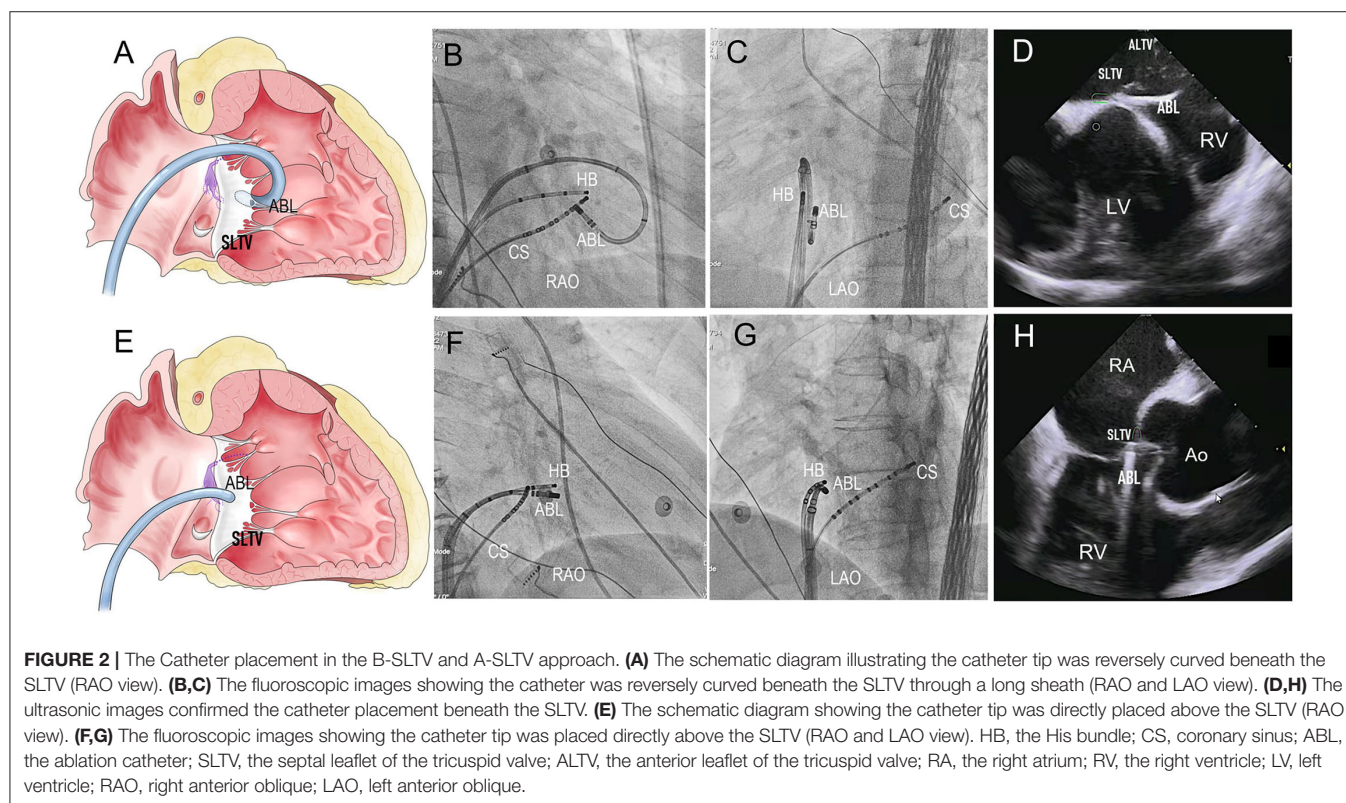 A
ABL
SLTV
B
4751
2
AM
HB
CS
ABL
RAO
Mode
C
4751
HB
ABL
CS
LAO
ode
D
ALTV
SLTV
ABL
RV
LV
E
ABL
SLTV
F
HB
ABL
CS
RAO
Mode
G
734
HB
ABL
CS
LAO
H
RA
SLTV
Ao
ABL
RV
FIGURE 2 | The Catheter placement in the B-SLTV and A-SLTV approach. (A) The schematic diagram illustrating the catheter tip was reversely curved beneath the
SLTV (RAO view). (B,C) The fluoroscopic images showing the catheter was reversely curved beneath the SLTV through a long sheath (RAO and LAO view). (D,H) The
ultrasonic images confirmed the catheter placement beneath the SLTV. (E) The schematic diagram showing the catheter tip was directly placed above the SLTV (RAO
view). (F,G) The fluoroscopic images showing the catheter tip was placed directly above the SLTV (RAO and LAO view). HB, the His bundle; CS, coronary sinus; ABL,
the ablation catheter; SLTV, the septal leaflet of the tricuspid valve; ALTV, the anterior leaflet of the tricuspid valve; RA, the right atrium; RV, the right ventricle; LV, left
ventricle; RAO, right anterior oblique; LAO, left anterior oblique.